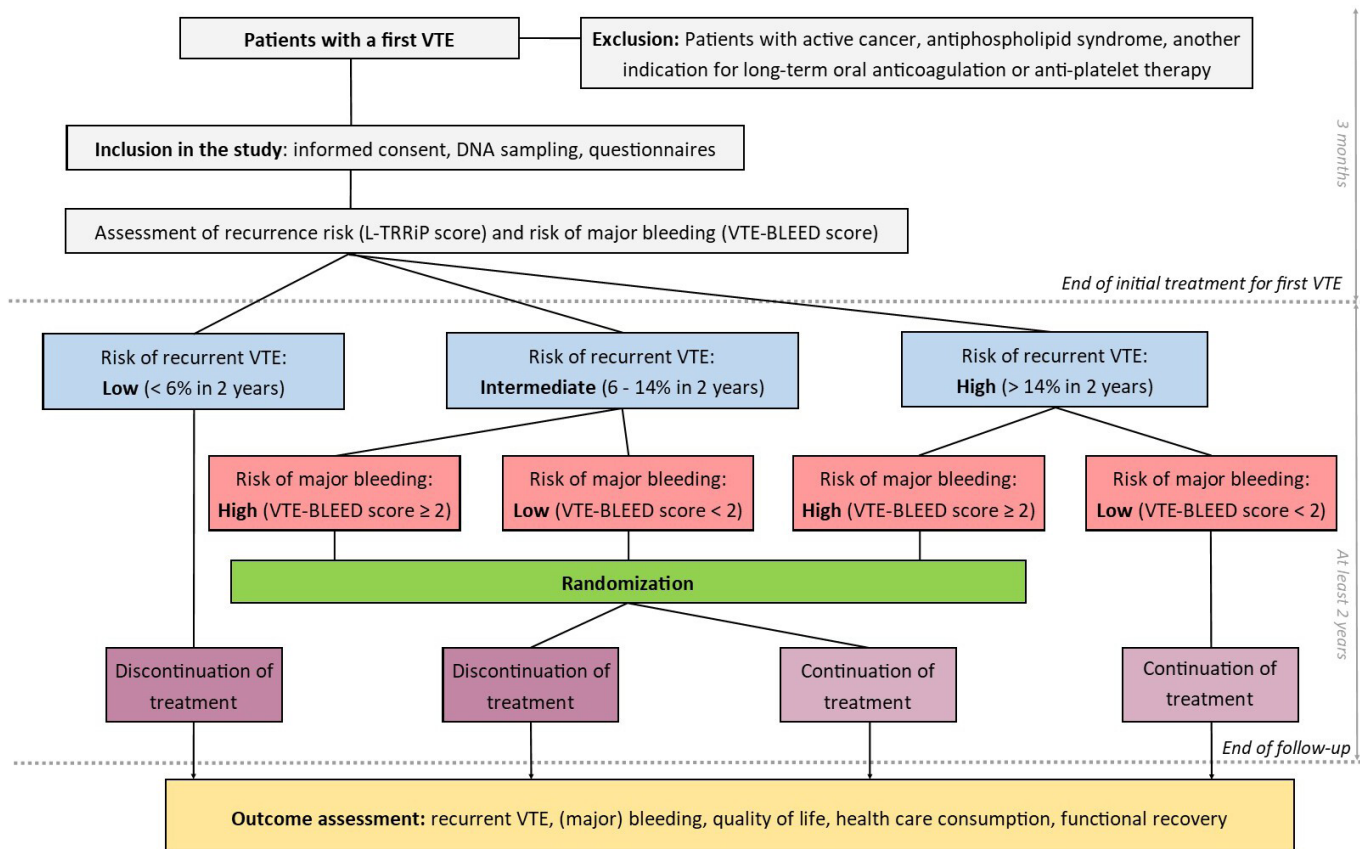 Patients with a first VTE
Exclusion: Patients with active cancer, antiphospholipid syndrome, another
indication for long-term oral anticoagulation or anti-platelet therapy
3 months
Inclusion in the study: informed consent, DNA sampling, questionnaires
Assessment of recurrence risk (L-TRRiP score) and risk of major bleeding (VTE-BLEED score)
End of initial treatment for first VTE
Risk of recurrent VTE:
Low (< 6% in 2 years)
Risk of recurrent VTE:
Intermediate (6 - 14% in 2 years)
Risk of recurrent VTE:
High (> 14% in 2 years)
Risk of major bleeding:
High (VTE-BLEED score ≥ 2)
Risk of major bleeding:
Low (VTE-BLEED score < 2)
Risk of major bleeding:
High (VTE-BLEED score ≥ 2)
Risk of major bleeding:
Low (VTE-BLEED score < 2)
At least 2 years
Randomization
Discontinuation of
treatment
Discontinuation of
treatment
Continuation of
treatment
Continuation of
treatment
End of follow-up
Outcome assessment: recurrent VTE, (major) bleeding, quality of life, health care consumption, functional recovery